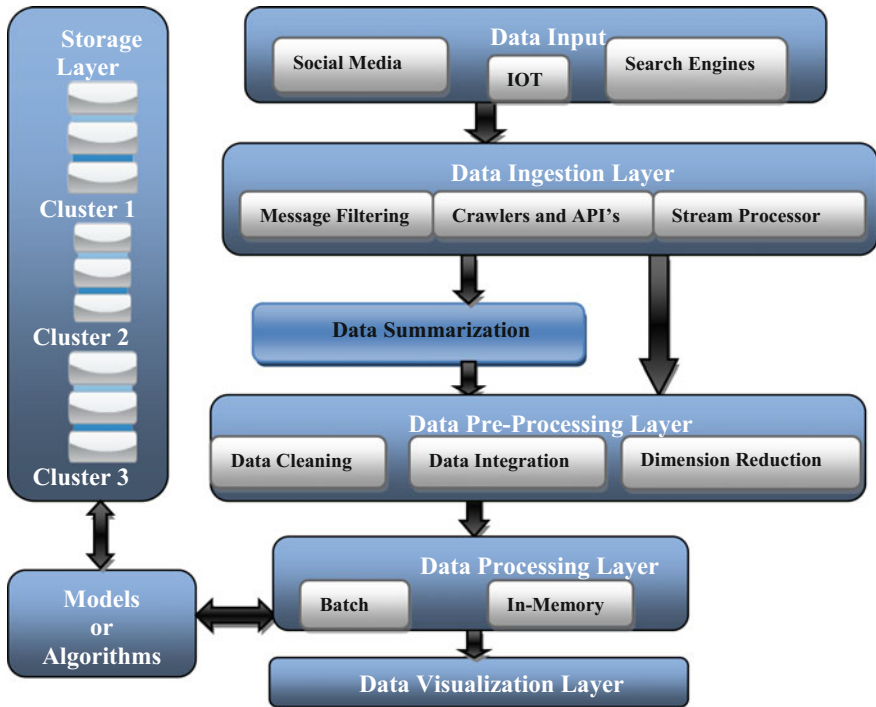 Storage
Layer
Cluster 1
Cluster 2
Cluster 3
Models
or
Algorithms
Data Input
Social Media
IOT
Search Engines
Data Ingestion Layer
Message Filtering
Crawlers and API's
Stream Processor
Data Summarization
Data Pre-Processing Layer
Data Cleaning
Data Integration
Dimension Reduction
Data Processing Layer
Batch
In-Memory
Data Visualization Layer